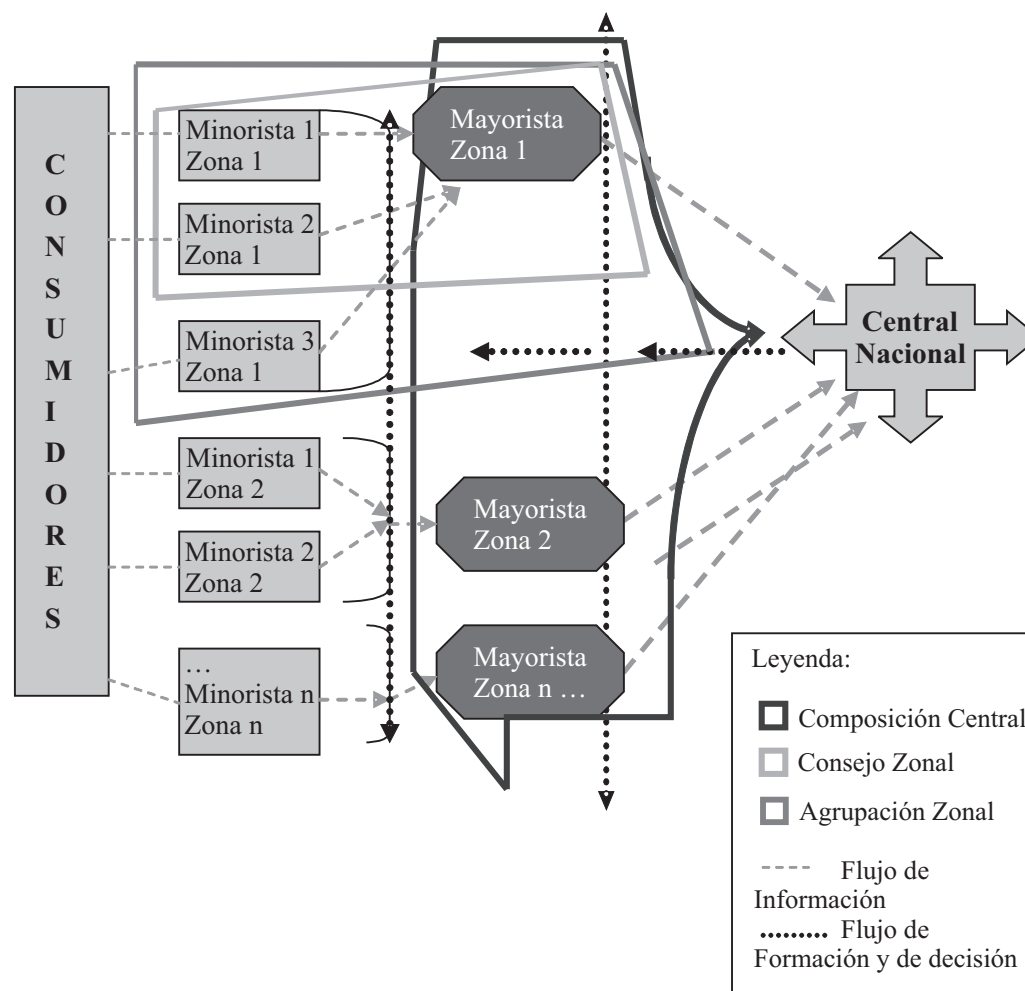 C
O
N
S
U
M
I
D
O
R
E
S
Minorista 1
Zona 1
Minorista 2
Zona 1
Minorista 3
Zona 1
Minorista 1
Zona 2
Minorista 2
Zona 2
...
Minorista n
Zona n
Mayorista
Zona 1
Mayorista
Zona 2
Mayorista
Zona n ...
Central
Nacional
Leyenda:
Composición Central
Consejo Zonal
Agrupación Zonal
Flujo de
Información
Flujo de
Formación y de decisión